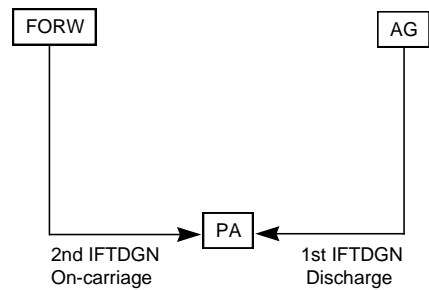 FORW
AG
PA
2nd IFTDGN
On-carriage
1st IFTDGN
Discharge